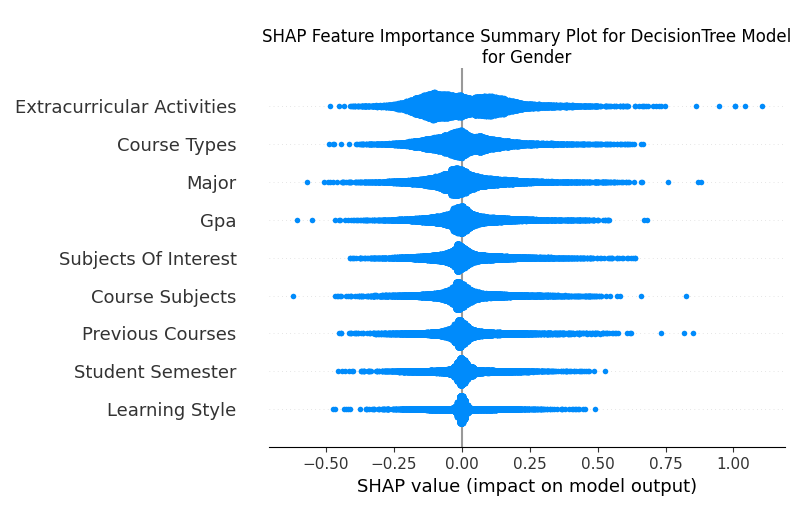 SHAP Feature Importance Summary Plot for DecisionTree Model
for Gender
Extracurricular Activities
Course Types
Major
Gpa
Subjects Of Interest
Course Subjects
Previous Courses
Student Semester
Learning Style
−0.50 −0.25 0.00 0.25 0.50 0.75 1.00
SHAP value (impact on model output)